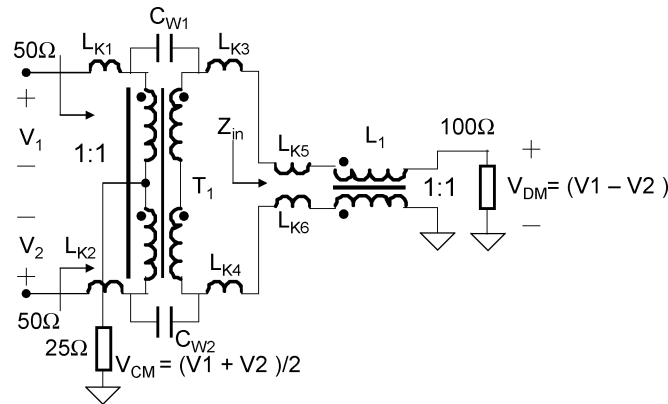 C_W1
50Ω L_K1 L_K3
+
V_1
–
1:1
Z_in
L_1
100Ω
+
L_K5
T_1
1:1
V_DM = (V1 – V2 )
–
V_2
+
L_K2
L_K6
–
L_K4
50Ω
C_W2
25Ω
V_CM = (V1 + V2 )/2